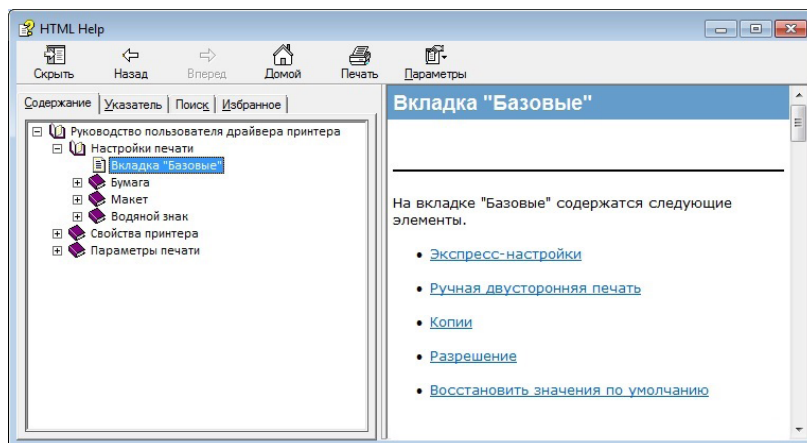 HTML Help
Скрыть Назад Вперед Домой Печать Параметры
Содержание Указатель Поиск Избранное
Руководство пользователя драйвера принтера
Настройки печати
Вкладка "Базовые"
Бумага
Макет
Водяной знак
Свойства принтера
Параметры печати
Вкладка "Базовые"
На вкладке "Базовые" содержатся следующие
элементы.
• Экспресс-настройки
• Ручная двусторонняя печать
• Копии
• Разрешение
• Восстановить значения по умолчанию